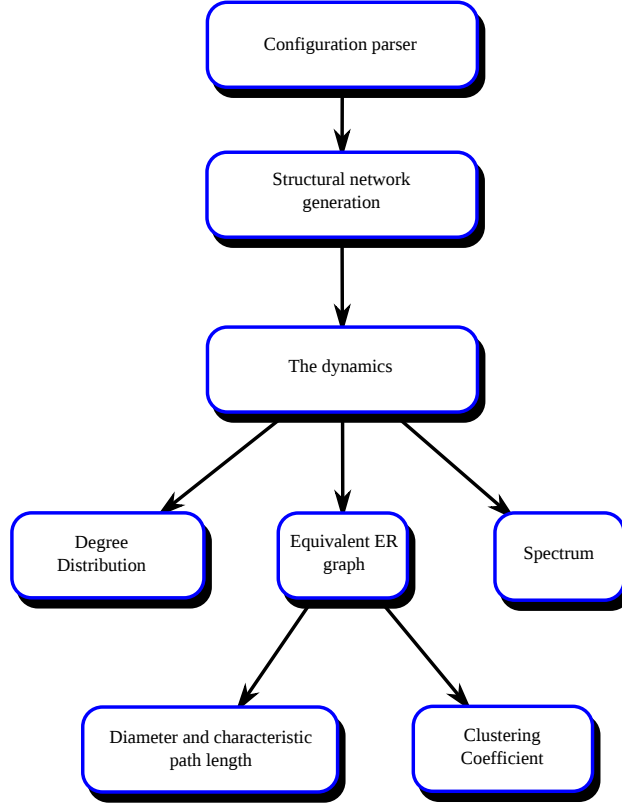 Configuration parser
Structural network
generation
The dynamics
Degree
Distribution
Equivalent ER
graph
Spectrum
Diameter and characteristic
path length
Clustering
Coefficient